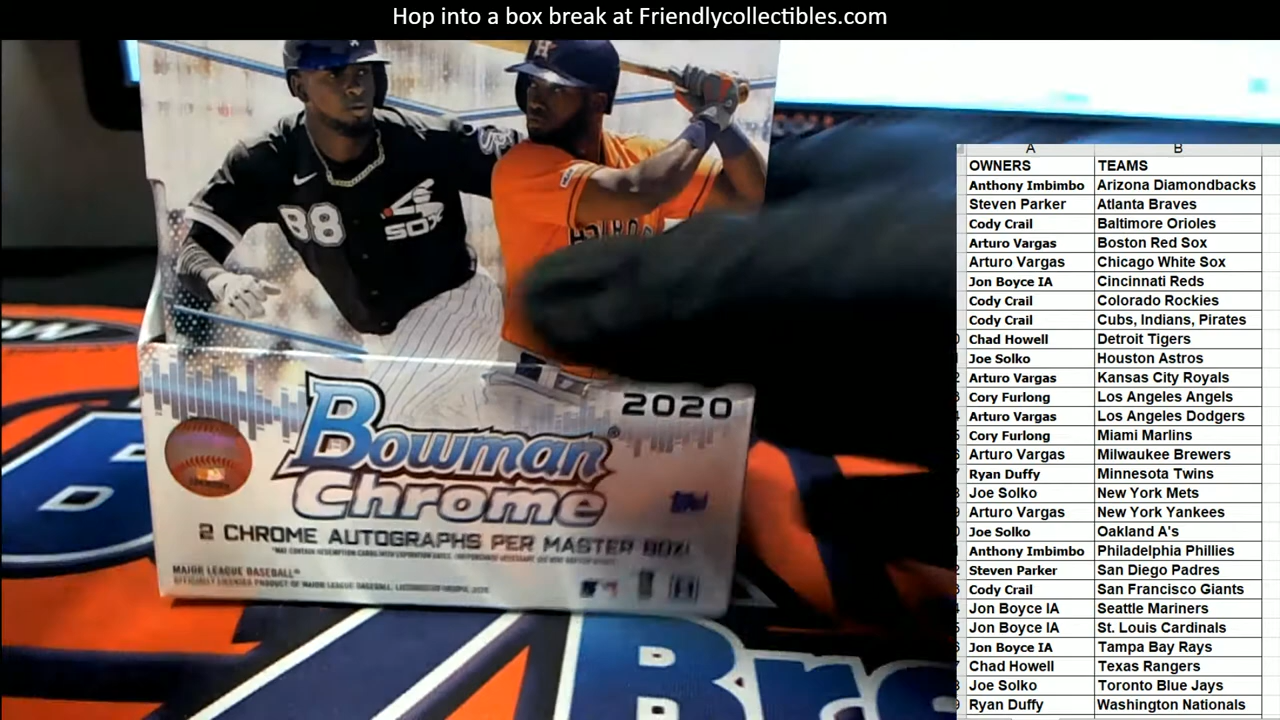 Hop into a box break at Friendlycollectibles.com
H
88
SOX
Bowman
Chrome
2020
2 CHROME AUTOGRAPHS PER MASTER BOX!
MAJOR LEAGUE BASEBALL®
A B
OWNERS TEAMS
Anthony Imbimbo Arizona Diamondbacks
Steven Parker Atlanta Braves
Cody Crail Baltimore Orioles
Arturo Vargas Boston Red Sox
Arturo Vargas Chicago White Sox
Jon Boyce IA Cincinnati Reds
Cody Crail Colorado Rockies
Cody Crail Cubs, Indians, Pirates
Chad Howell Detroit Tigers
Joe Solko Houston Astros
Arturo Vargas Kansas City Royals
Cory Furlong Los Angeles Angels
Arturo Vargas Los Angeles Dodgers
Cory Furlong Miami Marlins
Arturo Vargas Milwaukee Brewers
Ryan Duffy Minnesota Twins
Joe Solko New York Mets
Arturo Vargas New York Yankees
Joe Solko Oakland A's
Anthony Imbimbo Philadelphia Phillies
Steven Parker San Diego Padres
Cody Crail San Francisco Giants
Jon Boyce IA Seattle Mariners
Jon Boyce IA St. Louis Cardinals
Jon Boyce IA Tampa Bay Rays
Chad Howell Texas Rangers
Joe Solko Toronto Blue Jays
Ryan Duffy Washington Nationals